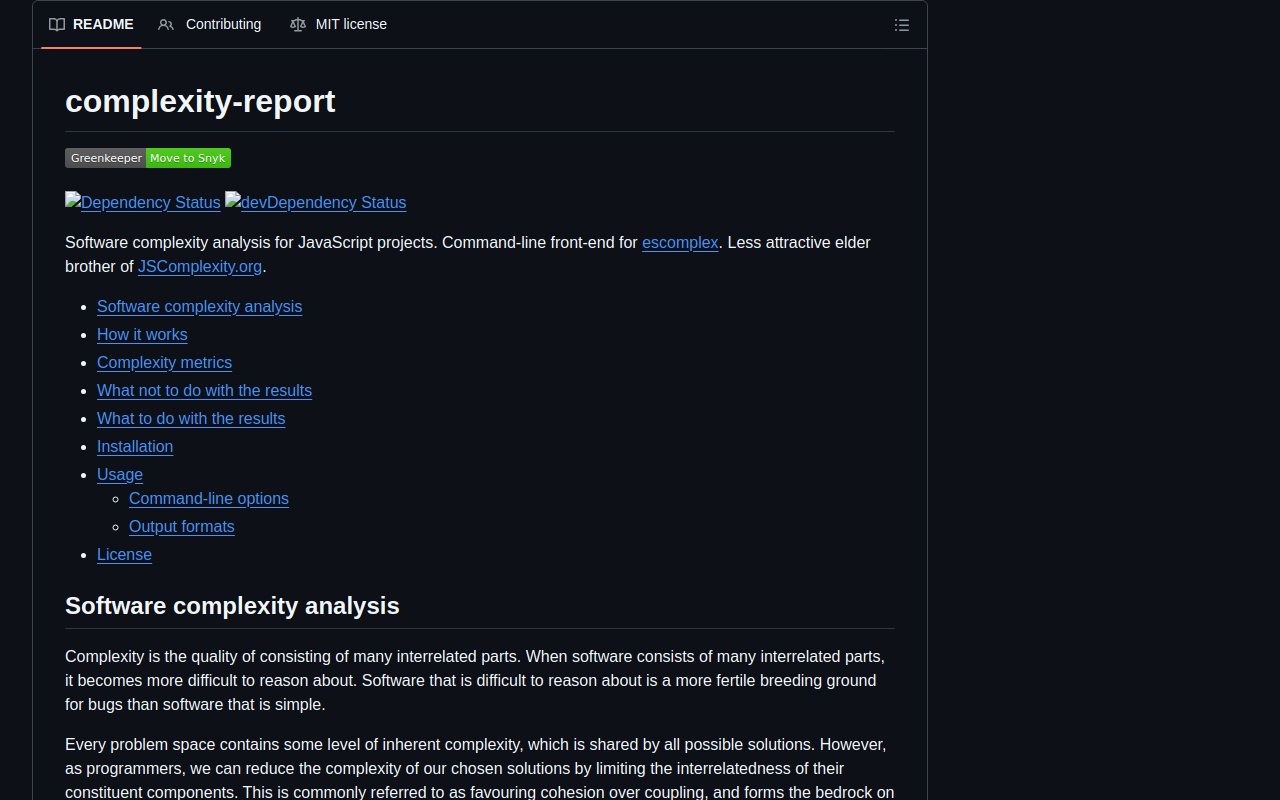 README Contributing MIT license
complexity-report
Greenkeeper Move to Snyk
Dependency Status devDependency Status
Software complexity analysis for JavaScript projects. Command-line front-end for escomplex. Less attractive elder
brother of JSComplexity.org.
Software complexity analysis
How it works
Complexity metrics
What not to do with the results
What to do with the results
Installation
Usage
Command-line options
Output formats
License
Software complexity analysis
Complexity is the quality of consisting of many interrelated parts. When software consists of many interrelated parts,
it becomes more difficult to reason about. Software that is difficult to reason about is a more fertile breeding ground
for bugs than software that is simple.
Every problem space contains some level of inherent complexity, which is shared by all possible solutions. However,
as programmers, we can reduce the complexity of our chosen solutions by limiting the interrelatedness of their
constituent components. This is commonly referred to as favouring cohesion over coupling, and forms the bedrock on